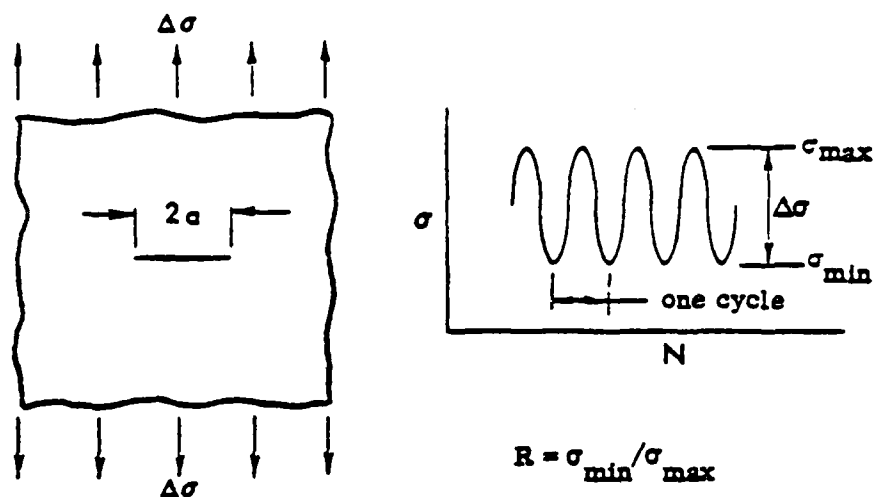 Δσ
2a
Δσ
σ
σmax
Δσ
σmin
one cycle
N
R = σmin/σmax